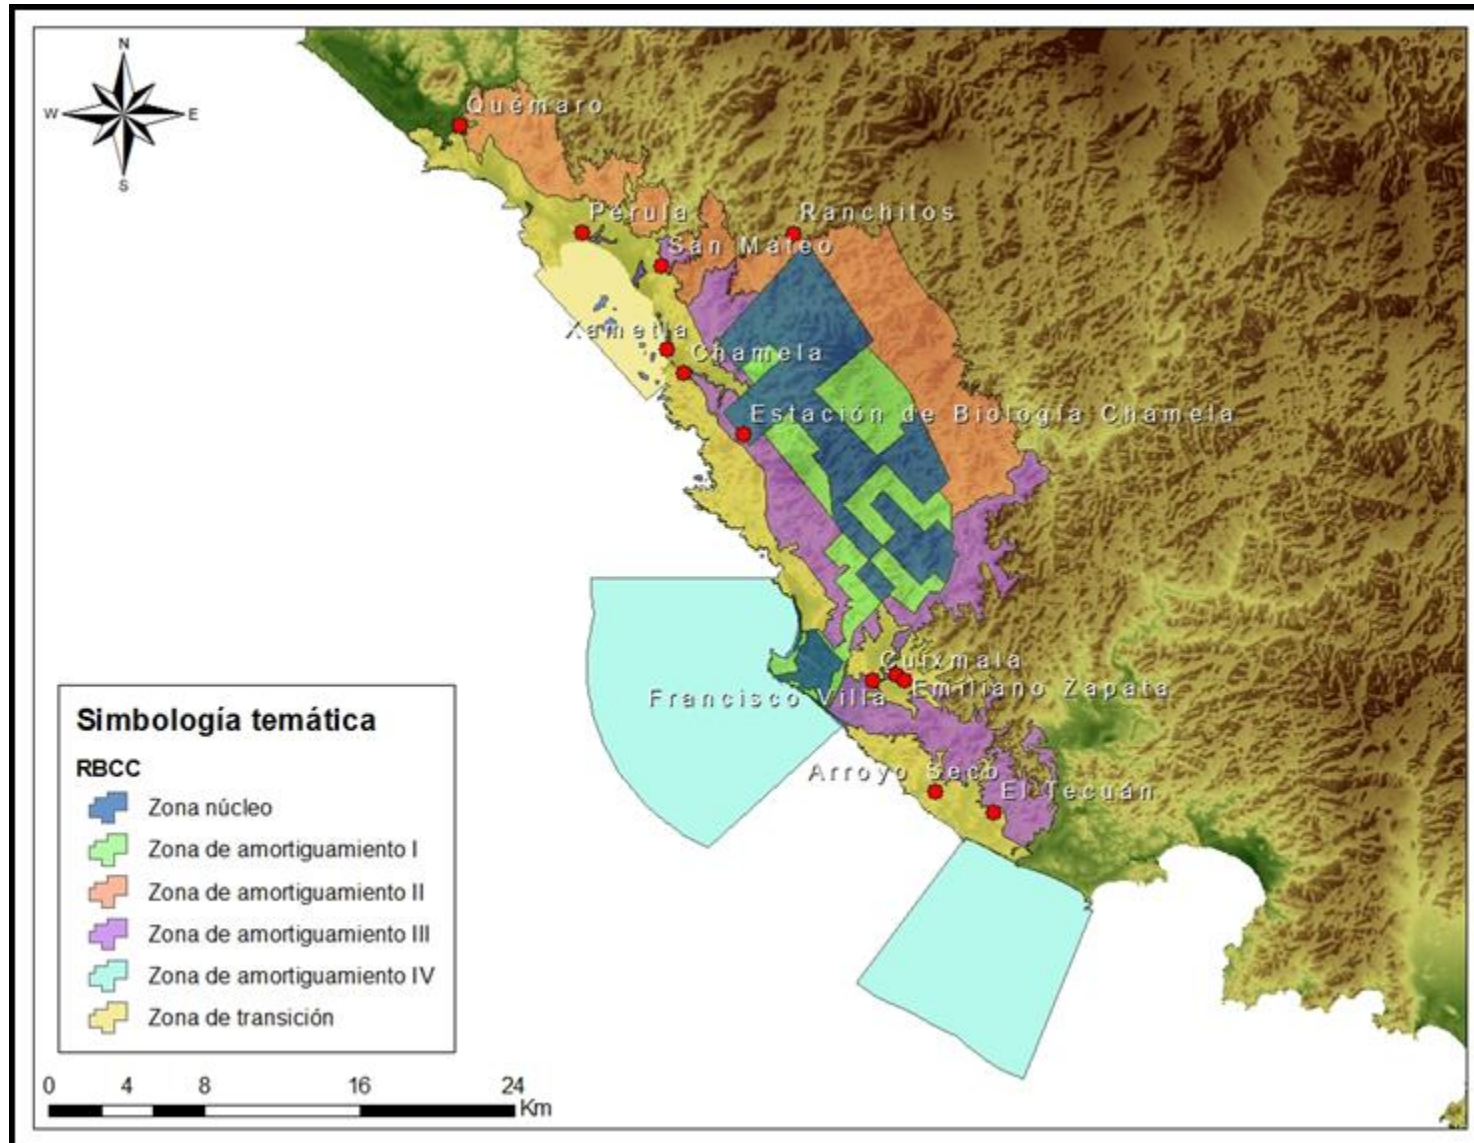 N
W E
S
Quémaro
Pérula
Ranchitos
San Mateo
Xametla
Chamela
Estación de Biología Chamela
Cuixmala
Francisco Villa
Emiliano Zapata
Arroyo Seco
El Tecuán
Simbología temática
RBCC
Zona núcleo
Zona de amortiguamiento I
Zona de amortiguamiento II
Zona de amortiguamiento III
Zona de amortiguamiento IV
Zona de transición
0 4 8 16 24
Km